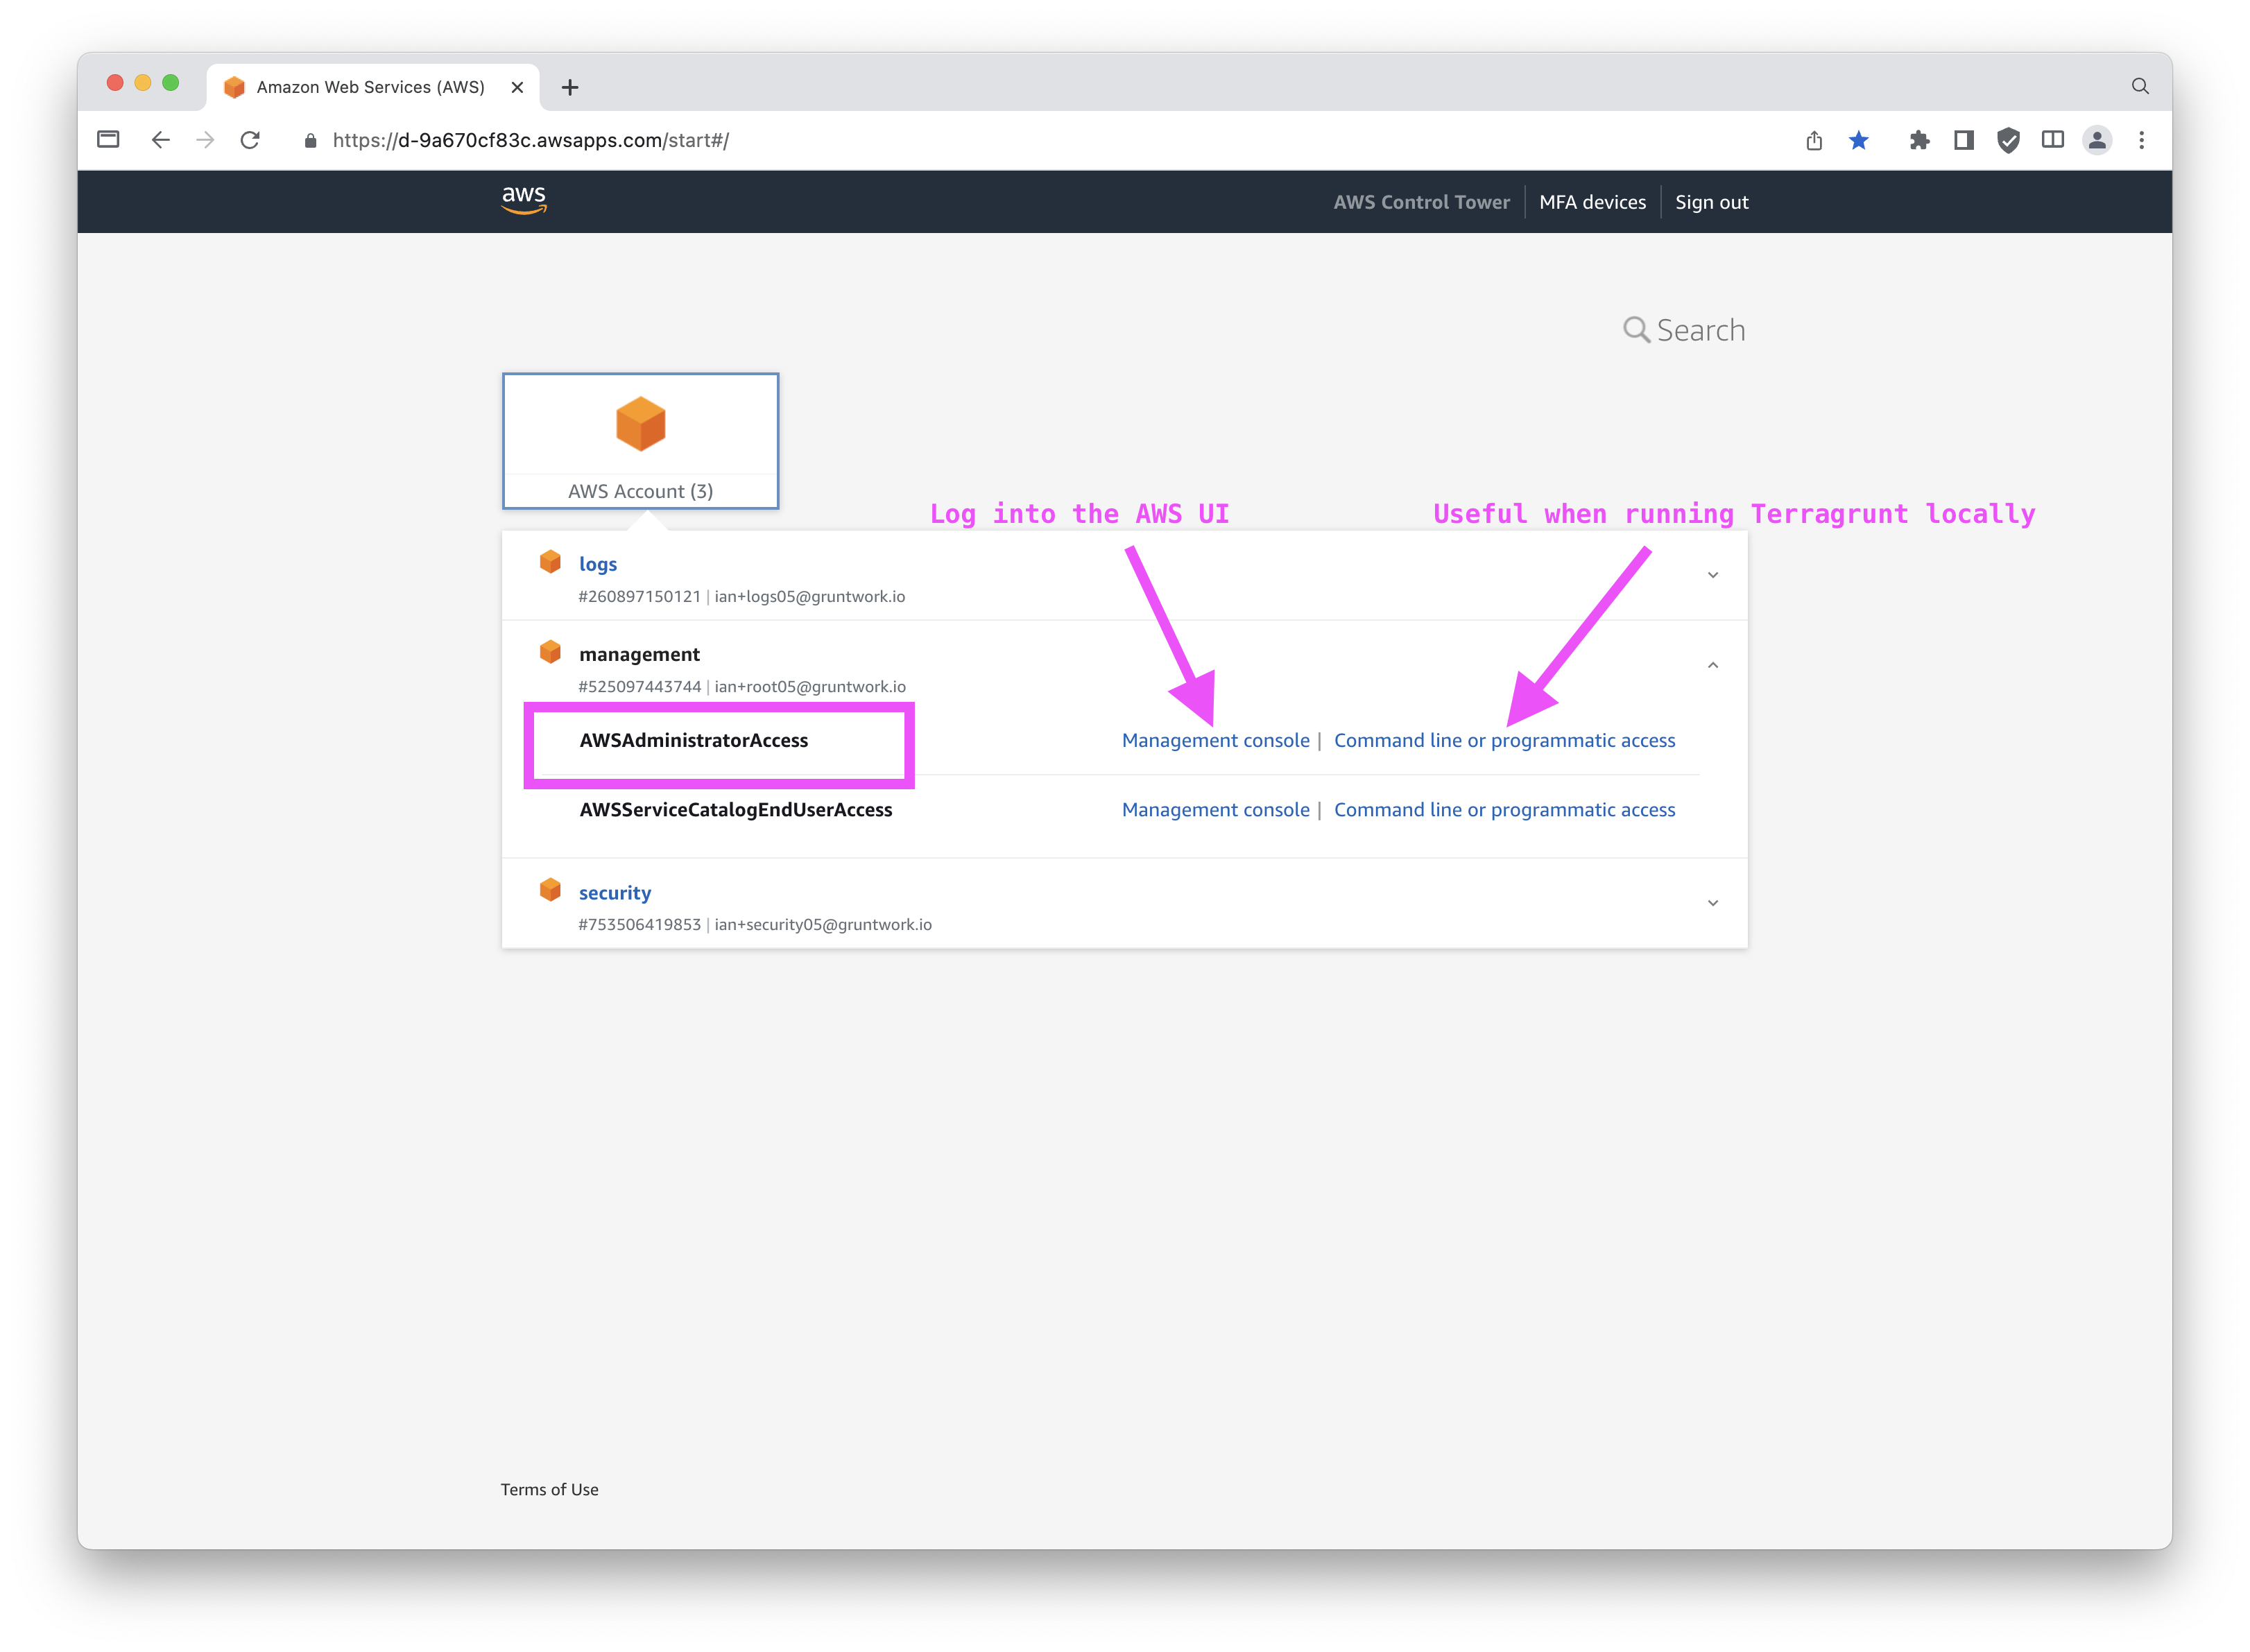 Amazon Web Services (AWS)
https://d-9a670cf83c.awsapps.com/start#/
aws
AWS Control Tower
MFA devices
Sign out
Search
AWS Account (3)
Log into the AWS UI
Useful when running Terragrunt locally
logs
#260897150121 | ian+logs05@gruntwork.io
management
#525097443744 | ian+root05@gruntwork.io
AWSAdministratorAccess
Management console | Command line or programmatic access
AWSServiceCatalogEndUserAccess
Management console | Command line or programmatic access
security
#753506419853 | ian+security05@gruntwork.io
Terms of Use